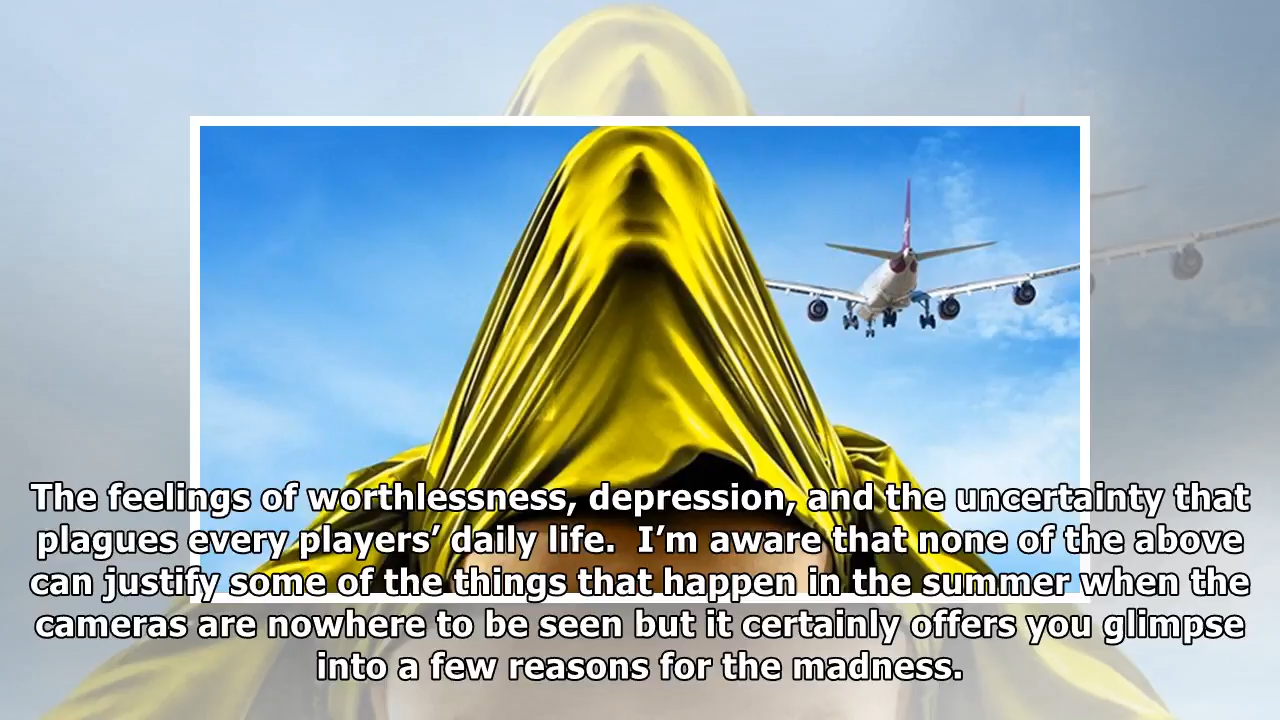 The feelings of worthlessness, depression, and the uncertainty that
plagues every players’ daily life.  I’m aware that none of the above
can justify some of the things that happen in the summer when the
cameras are nowhere to be seen but it certainly offers you glimpse
into a few reasons for the madness.